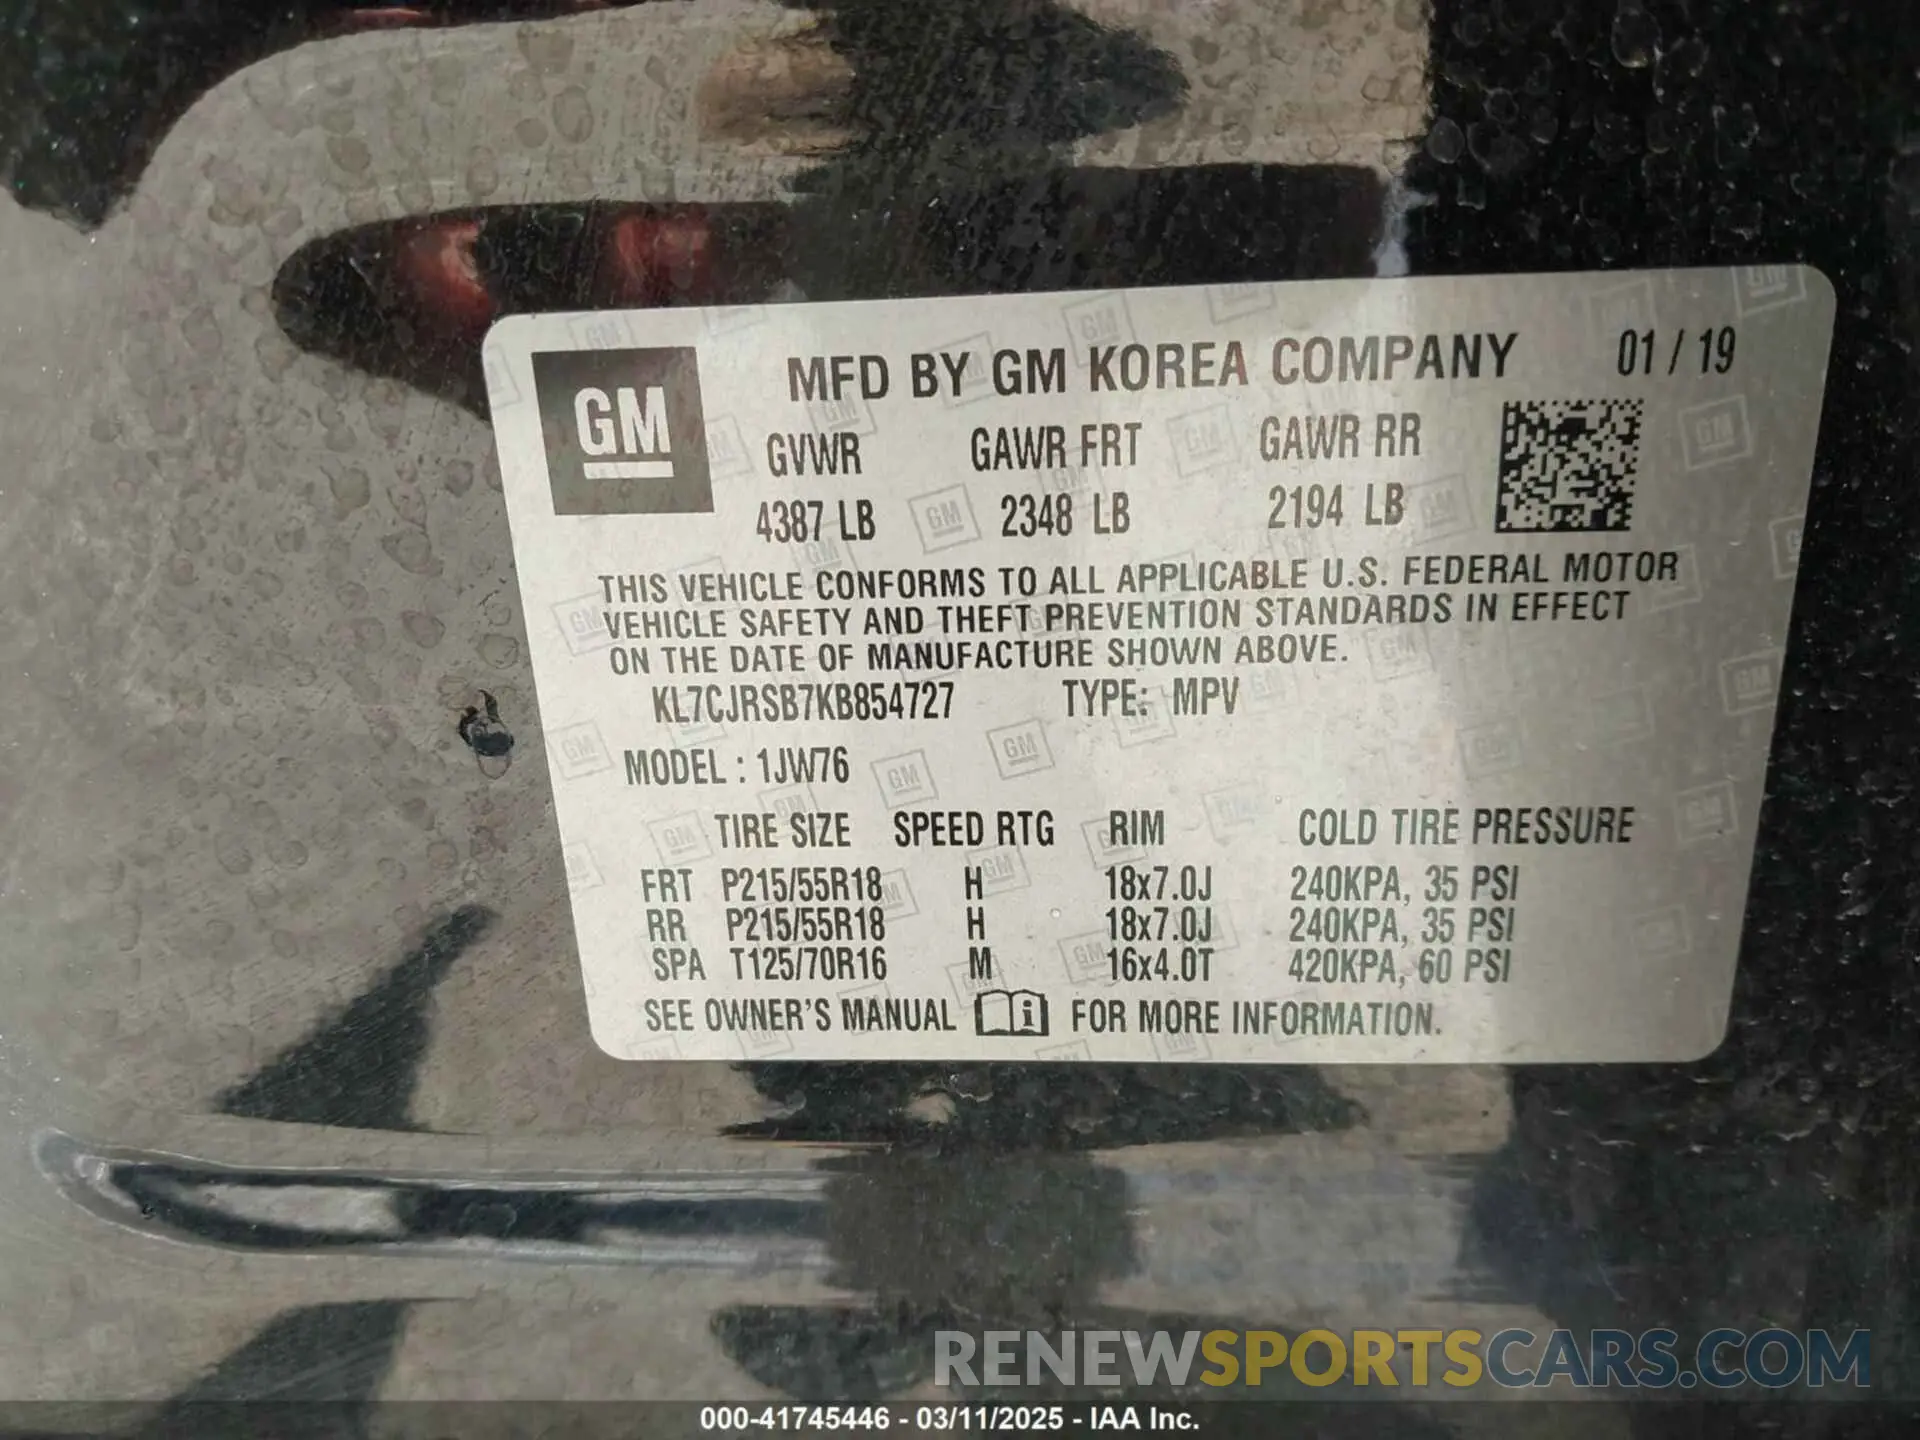 GM
MFD BY GM KOREA COMPANY 01 / 19
GVWR GAWR FRT GAWR RR
4387 LB 2348 LB 2194 LB
THIS VEHICLE CONFORMS TO ALL APPLICABLE U.S. FEDERAL MOTOR
VEHICLE SAFETY AND THEFT PREVENTION STANDARDS IN EFFECT
ON THE DATE OF MANUFACTURE SHOWN ABOVE.
KL7CJRSB7KB854727 TYPE: MPV
MODEL : 1JW76
TIRE SIZE SPEED RTG RIM COLD TIRE PRESSURE
FRT P215/55R18 H 18x7.0J 240KPA, 35 PSI
RR P215/55R18 H 18x7.0J 240KPA, 35 PSI
SPA T125/70R16 M 16x4.0T 420KPA, 60 PSI
SEE OWNER'S MANUAL i FOR MORE INFORMATION.
RENEWSPORTSCARS.COM
000-41745446 - 03/11/2025 - IAA Inc.